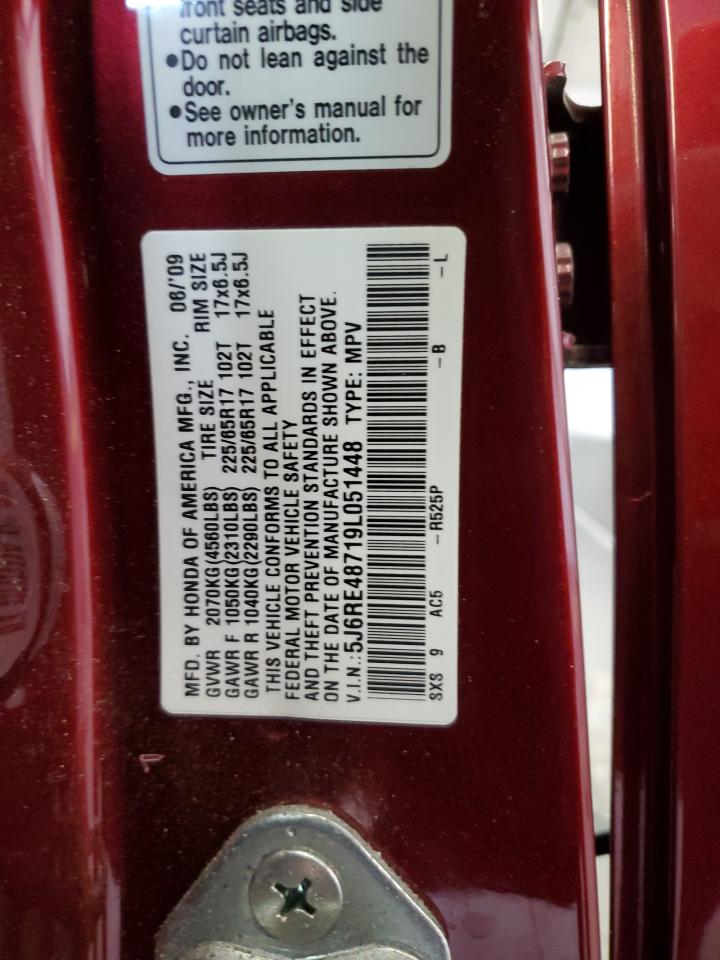 front seats and side
curtain airbags.
●Do not lean against the
door.
●See owner's manual for
more information.
MFD. BY HONDA OF AMERICA MFG., INC. 06/'09
GVWR 2070KG(4560LBS) TIRE SIZE RIM SIZE
GAWR F 1050KG(2310LBS) 225/65R17 102T 17x6.5J
GAWR R 1040KG(2290LBS) 225/65R17 102T 17x6.5J
THIS VEHICLE CONFORMS TO ALL APPLICABLE
FEDERAL MOTOR VEHICLE SAFETY
AND THEFT PREVENTION STANDARDS IN EFFECT
ON THE DATE OF MANUFACTURE SHOWN ABOVE.
V.I.N.: 5J6RE48719L051448 TYPE: MPV
SXS 9 AC5 -R525P -B -L